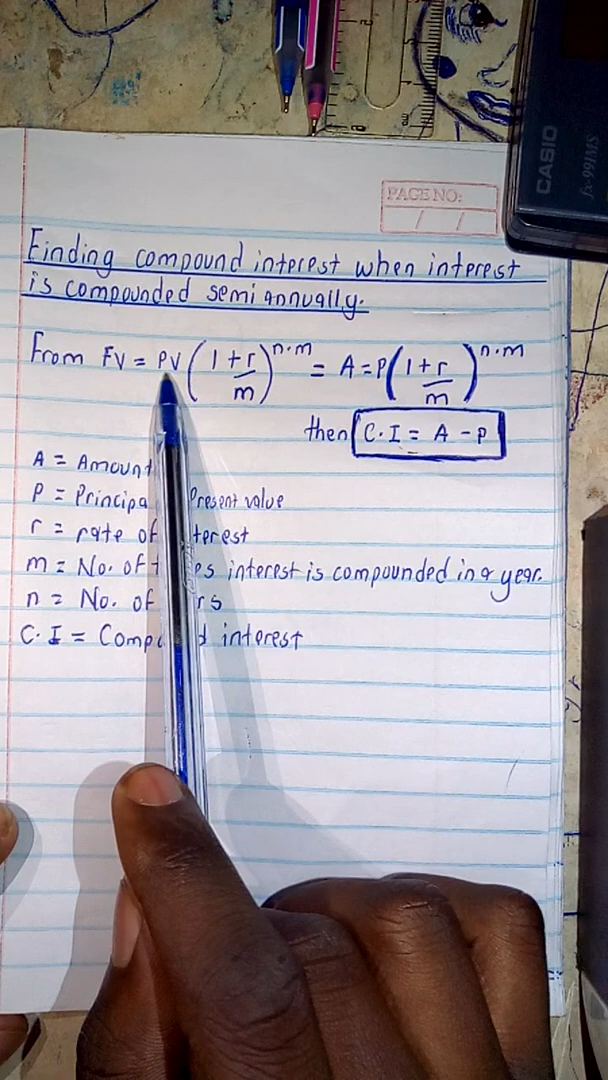 CASIO
fx-991MS
PAGE NO:
/ /
Finding compound interest when interest
is compounded semi annually.
From FV = PV(1+r/m)^n·m = A=P(1+r/m)^n·m
then C.I = A - P
A = Amount
P = Principa Present value
r = rate of terest
m = No. of t es interest is compounded in a year.
n = No. of rs
C.I = Comp d interest